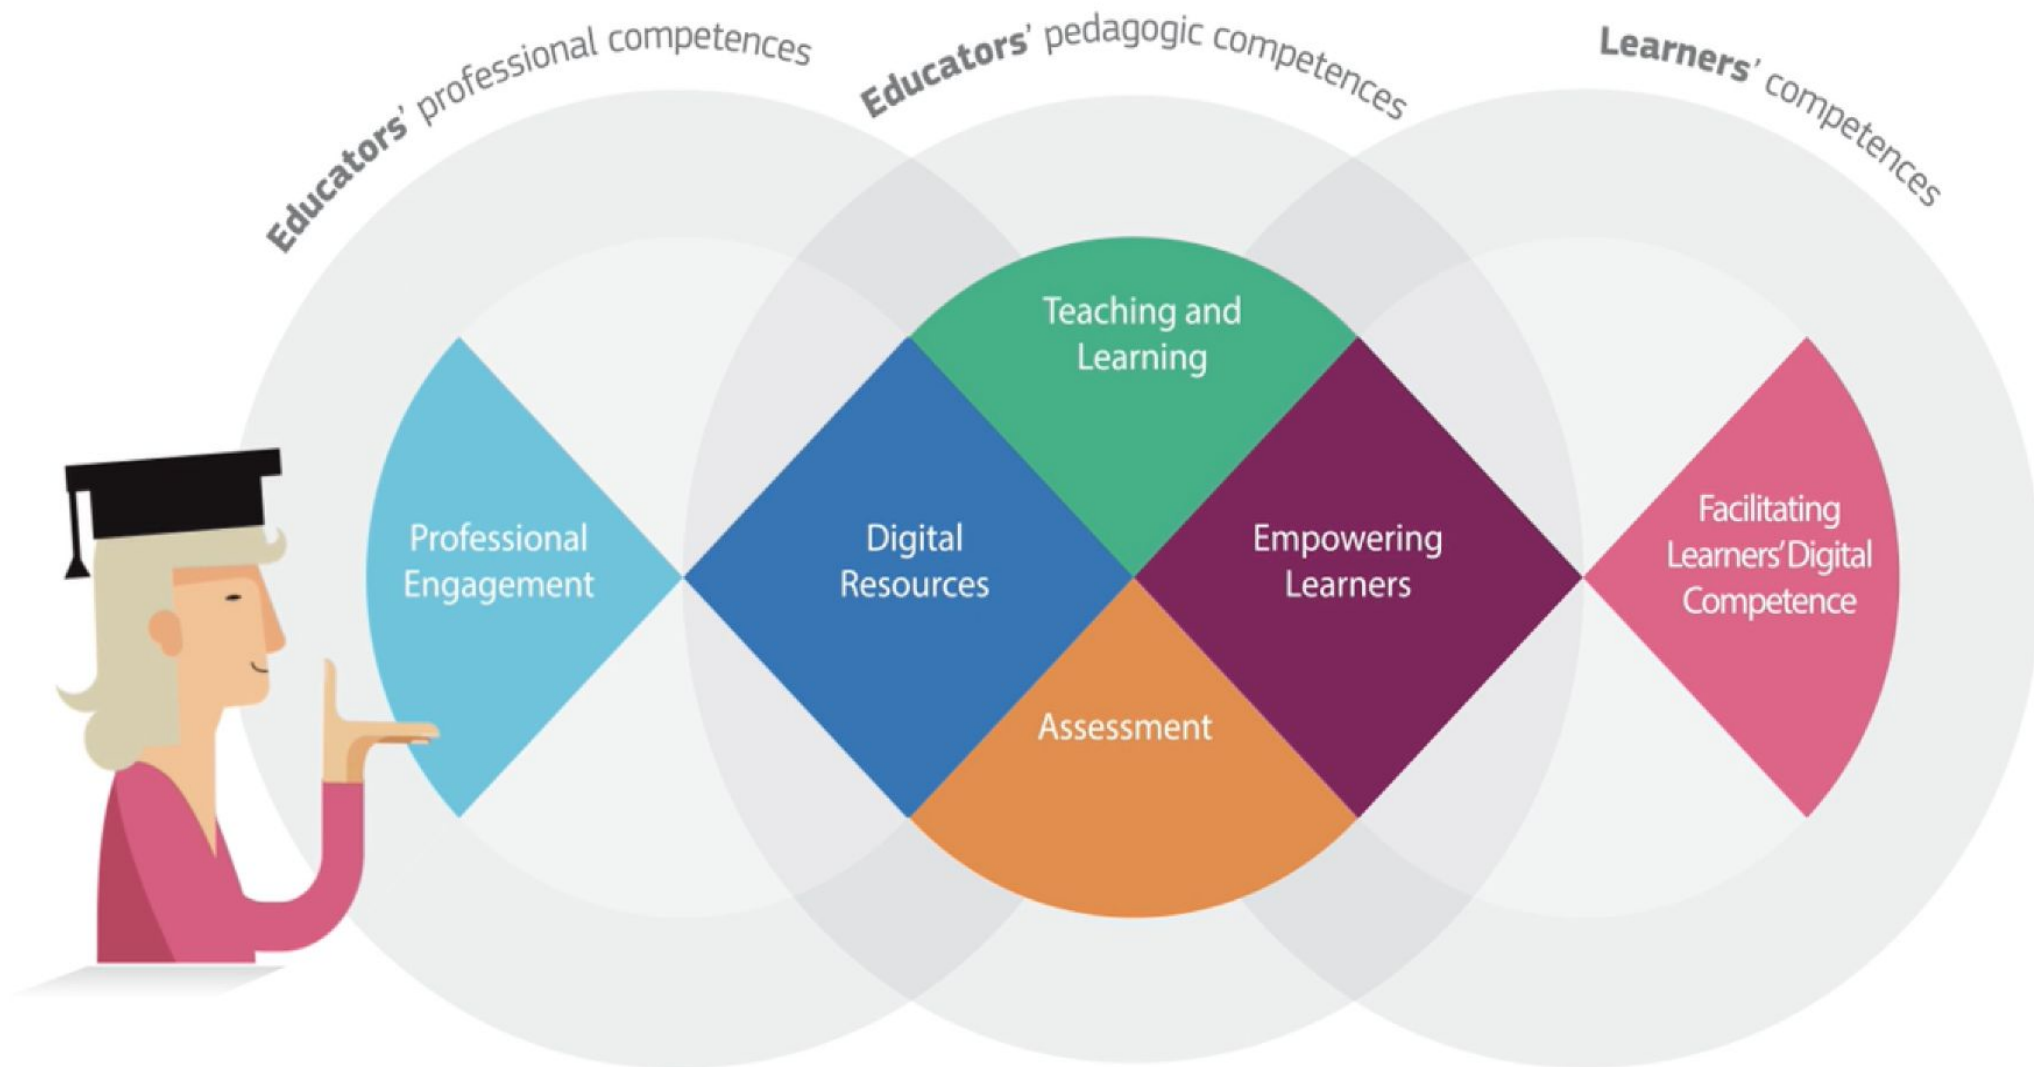 Educators' professional competences
Educators' pedagogic competences
Learners' competences
Teaching and
Learning
Professional
Engagement
Digital
Resources
Empowering
Learners
Facilitating
Learners' Digital
Competence
Assessment